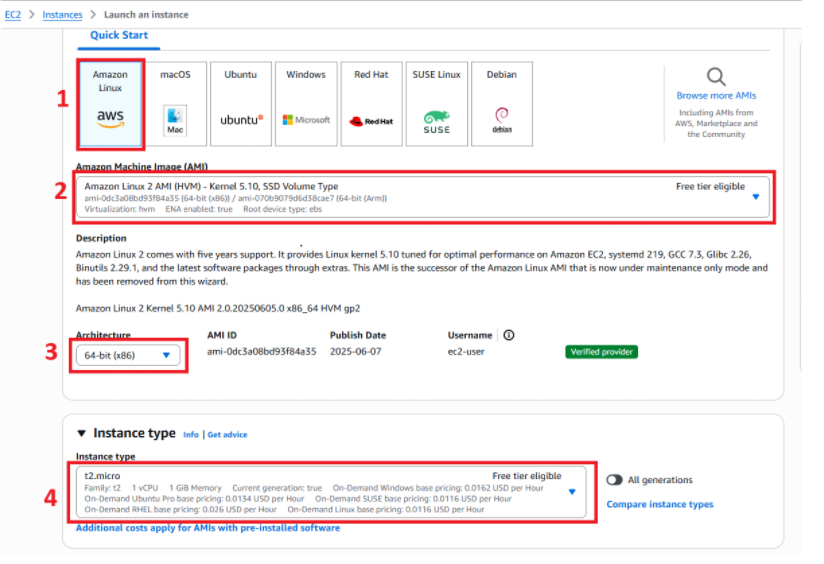 EC2 > Instances > Launch an instance
Quick Start
Amazon Linux
aws
macOS
Mac
Ubuntu
ubuntu®
Windows
Microsoft
Red Hat
Red Hat
SUSE Linux
SUSE
Debian
debian
Browse more AMIs
Including AMIs from
AWS, Marketplace and
the Community
1
Amazon Machine Image (AMI)
2
Amazon Linux 2 AMI (HVM) - Kernel 5.10, SSD Volume Type Free tier eligible
ami-0dc3a08bd93f84a35 (64-bit (x86)) / ami-070b9079d6d38cae7 (64-bit (Arm))
Virtualization: hvm ENA enabled: true Root device type: ebs
Description
Amazon Linux 2 comes with five years support. It provides Linux kernel 5.10 tuned for optimal performance on Amazon EC2, systemd 219, GCC 7.3, Glibc 2.26,
Binutils 2.29.1, and the latest software packages through extras. This AMI is the successor of the Amazon Linux AMI that is now under maintenance only mode and
has been removed from this wizard.
Amazon Linux 2 Kernel 5.10 AMI 2.0.20250605.0 x86_64 HVM gp2
Architecture AMI ID Publish Date Username
3
64-bit (x86) ami-0dc3a08bd93f84a35 2025-06-07 ec2-user Verified provider
Instance type Info | Get advice
Instance type
4
t2.micro Free tier eligible
Family: t2 1 vCPU 1 GiB Memory Current generation: true On-Demand Windows base pricing: 0.0162 USD per Hour
On-Demand Ubuntu Pro base pricing: 0.0134 USD per Hour On-Demand SUSE base pricing: 0.0116 USD per Hour
On-Demand RHEL base pricing: 0.026 USD per Hour On-Demand Linux base pricing: 0.0116 USD per Hour
All generations
Compare instance types
Additional costs apply for AMIs with pre-installed software